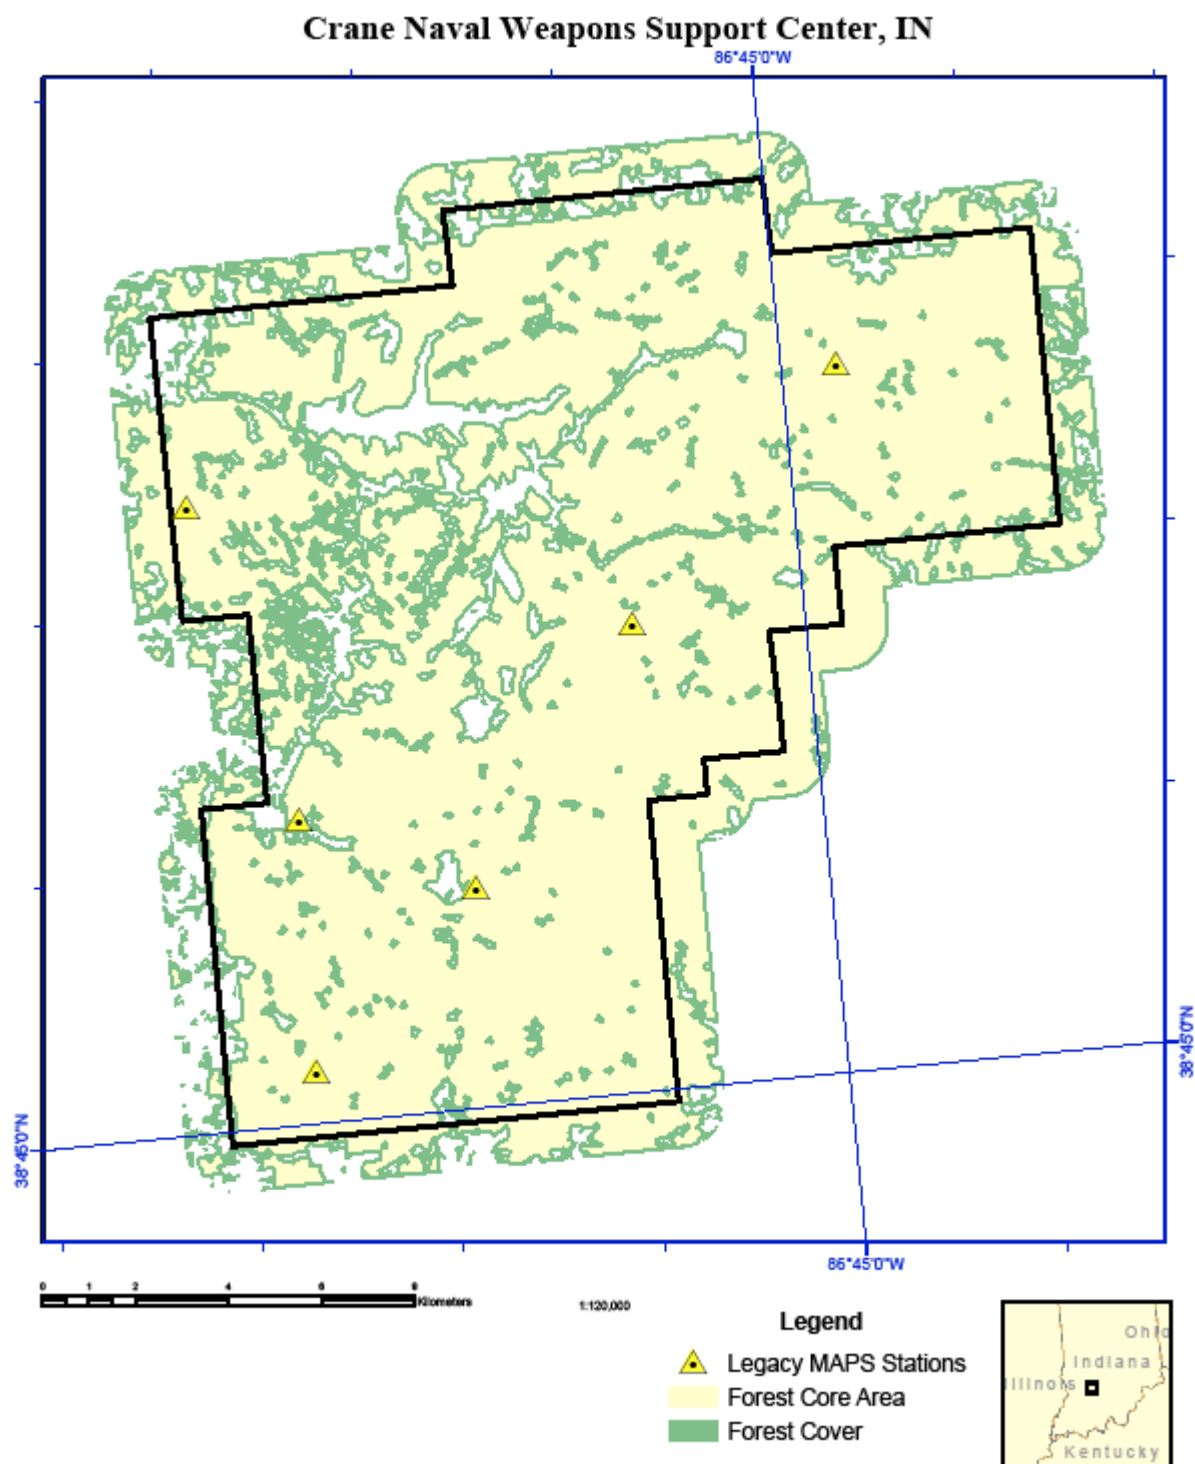 Crane Naval Weapons Support Center, IN
86°45'0"W
38°45'0"N
38°45'0"N
86°45'0"W
0 1 2 4 6 8
Kilometers
1:120,000
Legend
Legacy MAPS Stations
Forest Core Area
Forest Cover
Ohio
Indiana
Illinois
Kentucky